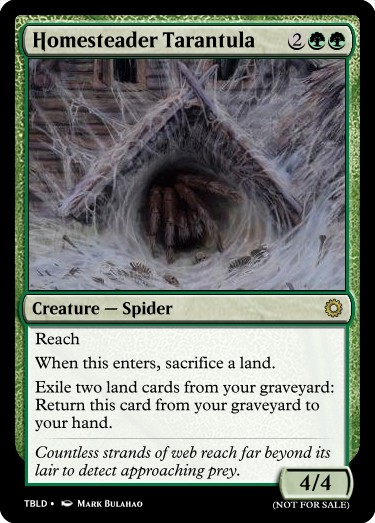 Homesteader Tarantula 2
Creature — Spider
Reach
When this enters, sacrifice a land.
Exile two land cards from your graveyard:
Return this card from your graveyard to
your hand.
Countless strands of web reach far beyond its
lair to detect approaching prey.
4/4
TBLD • Mark Bulahao
(NOT FOR SALE)